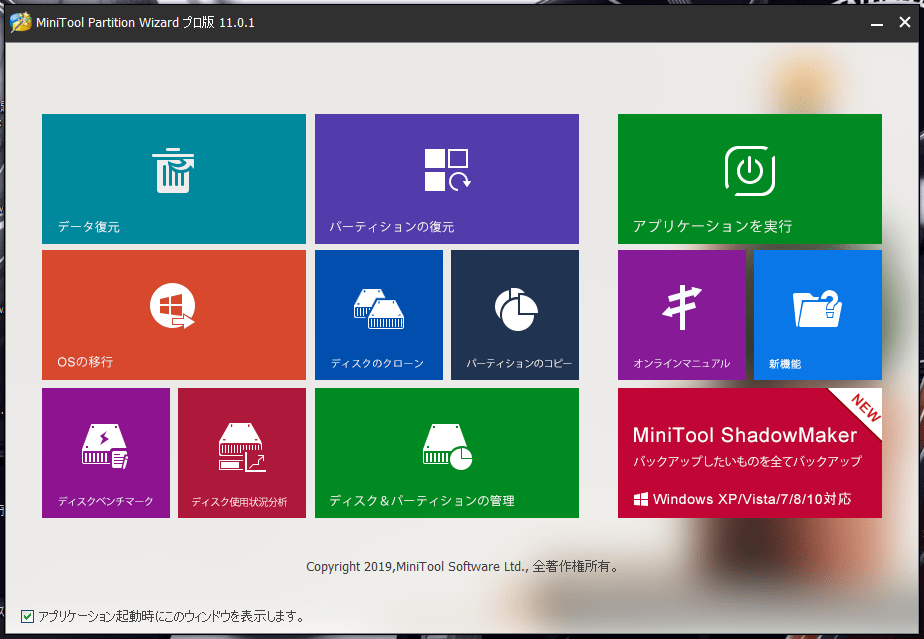 MiniTool Partition Wizard プロ版 11.0.1
データ復元
パーティションの復元
アプリケーションを実行
OSの移行
ディスクのクローン
パーティションのコピー
オンラインマニュアル
新機能
ディスクベンチマーク
ディスク使用状況分析
ディスク＆パーティションの管理
NEW
MiniTool ShadowMaker
バックアップしたいものを全てバックアップ
Windows XP/Vista/7/8/10対応
Copyright 2019,MiniTool Software Ltd., 全著作権所有。
アプリケーション起動時にこのウィンドウを表示します。